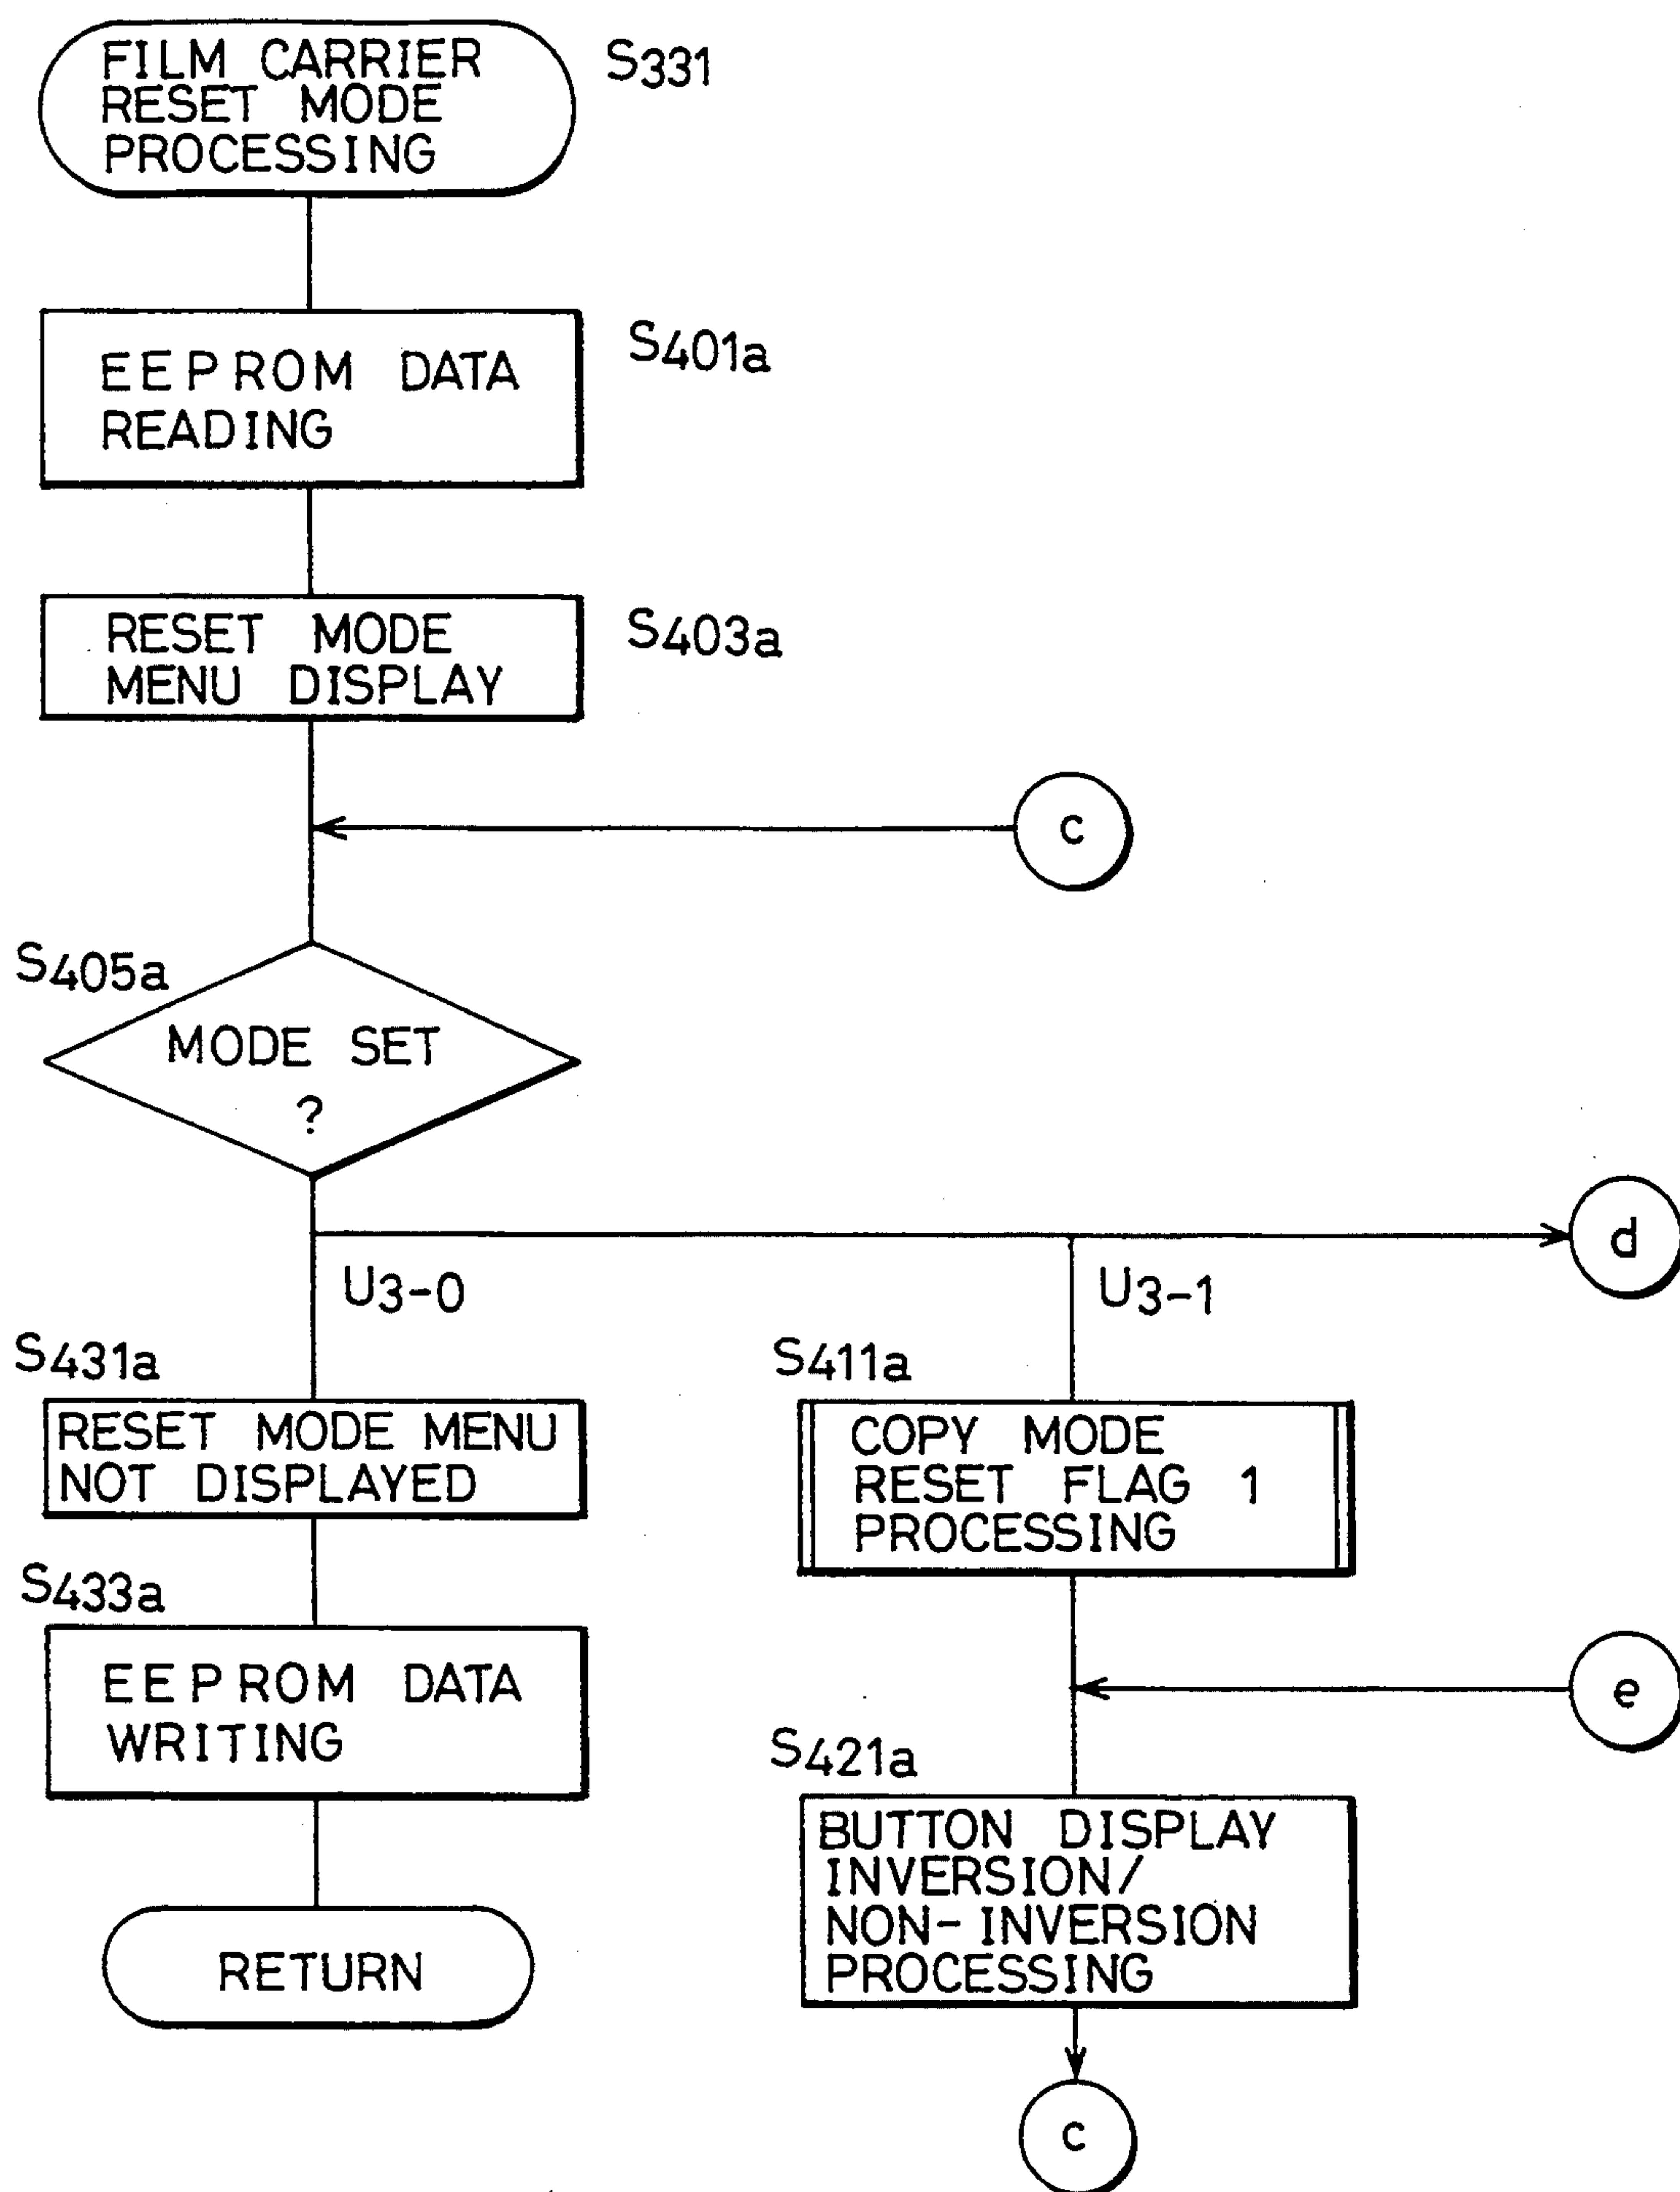 FILM CARRIER
RESET MODE
PROCESSING
S331
EEPROM DATA
READING
S401a
RESET MODE
MENU DISPLAY
S403a
c
S405a
MODE SET
?
d
U3-0
U3-1
S431a
RESET MODE MENU
NOT DISPLAYED
S411a
COPY MODE
RESET FLAG 1
PROCESSING
S433a
EEPROM DATA
WRITING
e
S421a
BUTTON DISPLAY
INVERSION/
NON-INVERSION
PROCESSING
RETURN
c